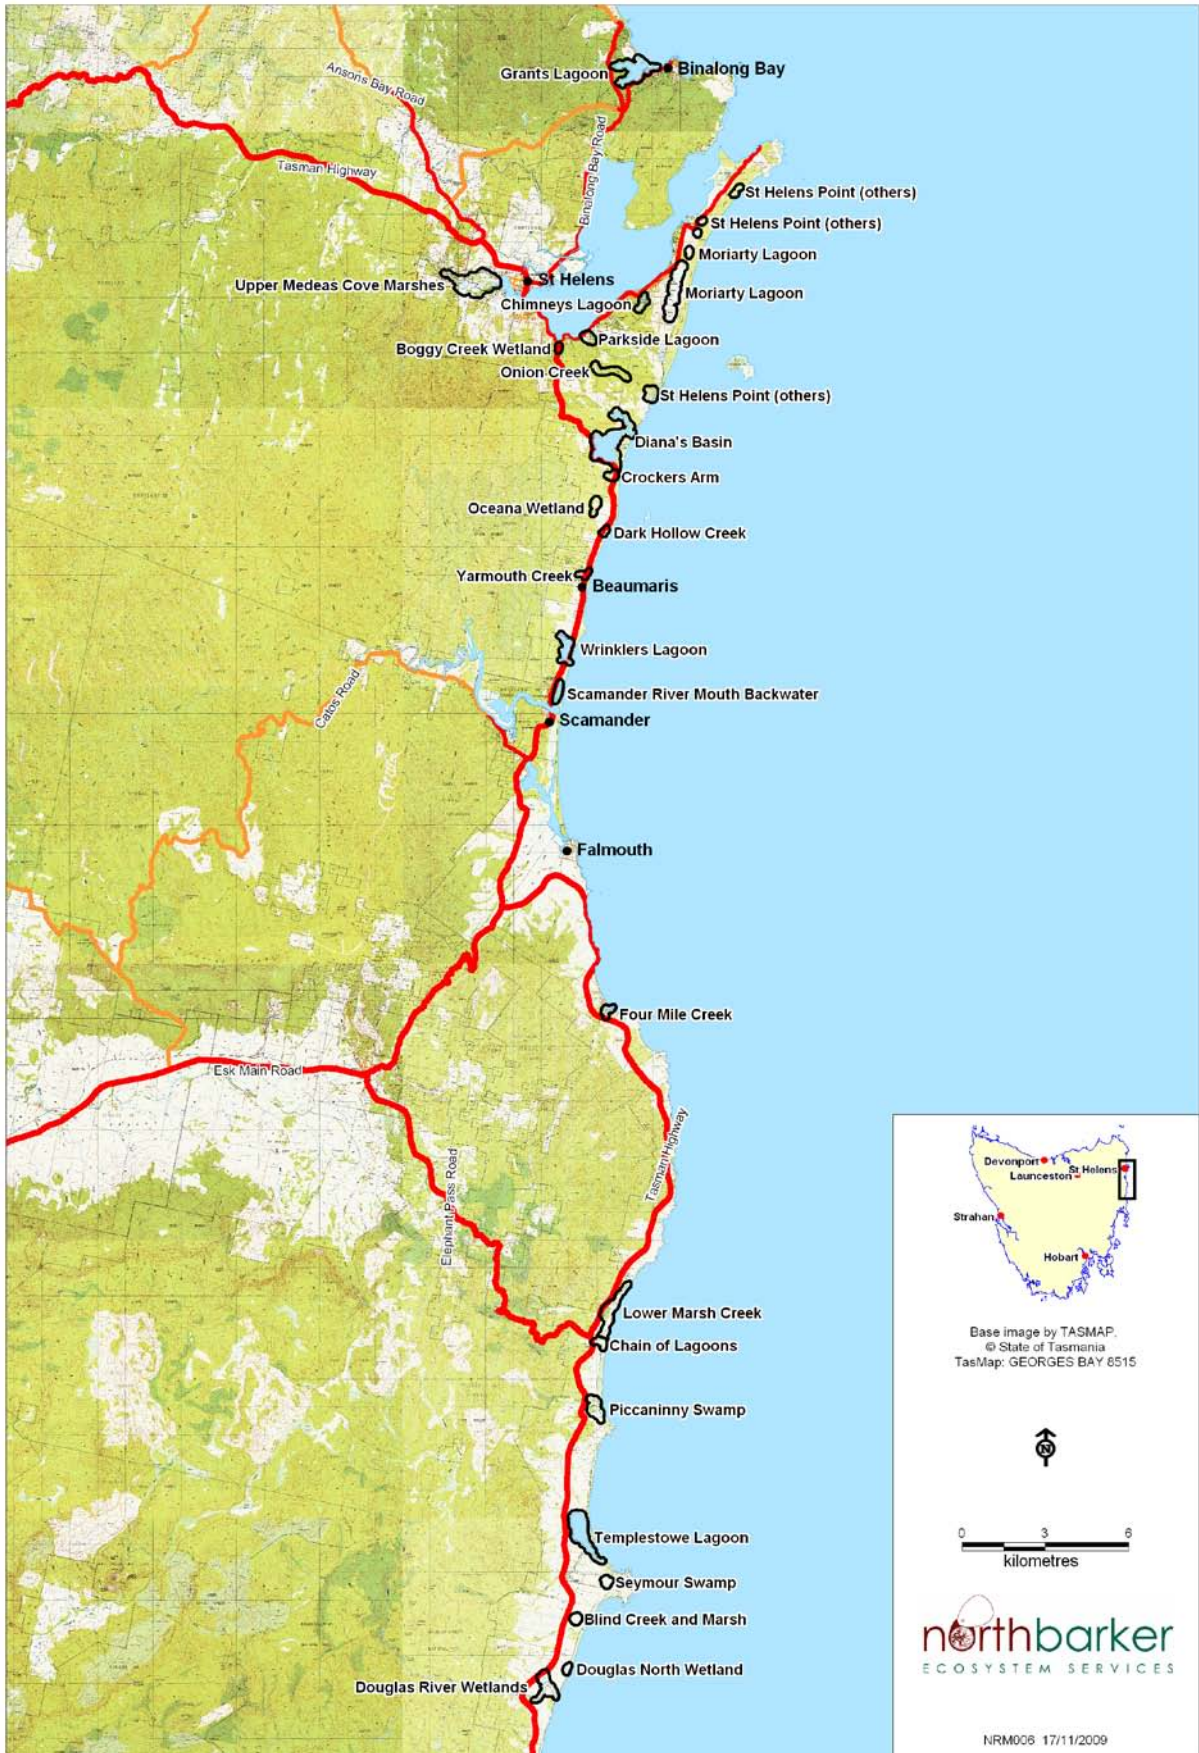 Grants Lagoon
Binalong Bay
Ansons Bay Road
Tasman Highway
Binalong Bay Road
St Helens Point (others)
St Helens Point (others)
Moriarty Lagoon
Upper Medeas Cove Marshes
St Helens
Moriarty Lagoon
Chimneys Lagoon
Parkside Lagoon
Boggy Creek Wetland
Onion Creek
St Helens Point (others)
Diana's Basin
Crockers Arm
Oceana Wetland
Dark Hollow Creek
Yarmouth Creek
Beaumaris
Wrinklers Lagoon
Catos Road
Scamander River Mouth Backwater
Scamander
Falmouth
Four Mile Creek
Esk Main Road
Tasman Highway
Elephant Pass Road
Lower Marsh Creek
Chain of Lagoons
Piccaninny Swamp
Templestowe Lagoon
Seymour Swamp
Blind Creek and Marsh
Douglas North Wetland
Douglas River Wetlands
Devonport
St Helens
Launceston
Strahan
Hobart
Base image by TASMAP.
© State of Tasmania
TasMap: GEORGES BAY 8515
N
0 3 6
kilometres
northbarker
ECOSYSTEM SERVICES
NRM006 17/11/2009